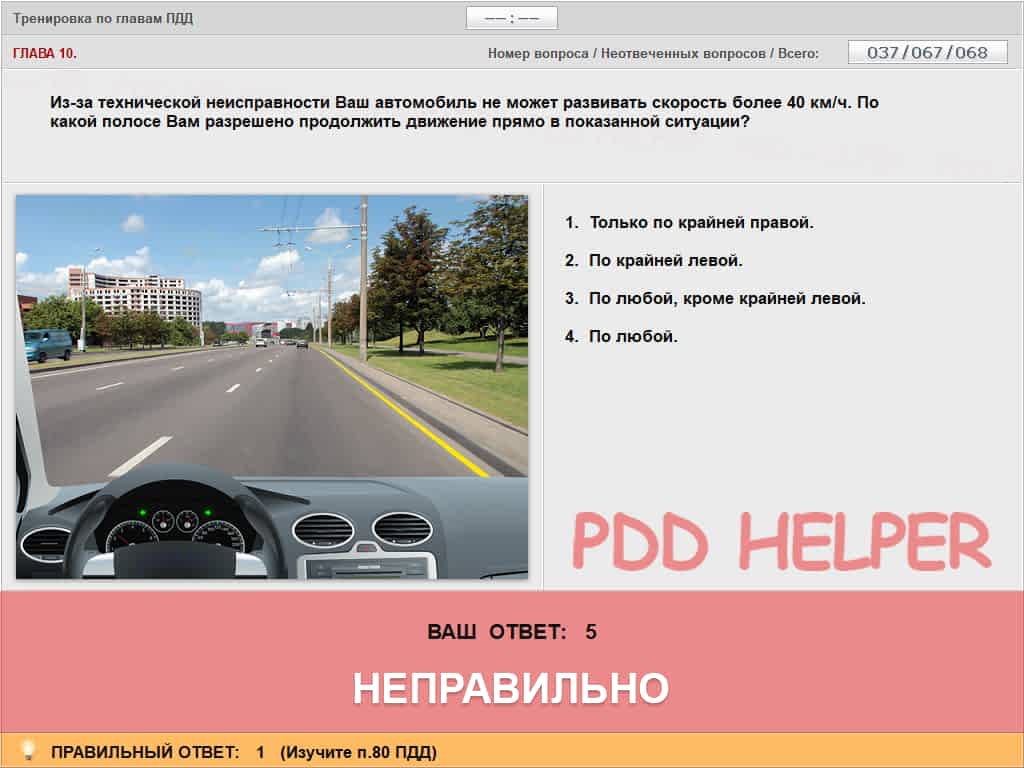 Тренировка по главам ПДД
–– : ––
ГЛАВА 10.
Номер вопроса / Неотвеченных вопросов / Всего:
037/067/068
Из-за технической неисправности Ваш автомобиль не может развивать скорость более 40 км/ч. По
какой полосе Вам разрешено продолжить движение прямо в показанной ситуации?
1. Только по крайней правой.
2. По крайней левой.
3. По любой, кроме крайней левой.
4. По любой.
PDD HELPER
ВАШ ОТВЕТ: 5
НЕПРАВИЛЬНО
ПРАВИЛЬНЫЙ ОТВЕТ: 1 (Изучите п.80 ПДД)